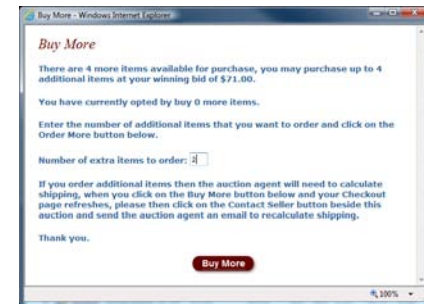 Buy More - Windows Internet Explorer
Buy More
There are 4 more items available for purchase, you may purchase up to 4
additional items at your winning bid of $71.00.
You have currently opted by buy 0 more items.
Enter the number of additional items that you want to order and click on the
Order More button below.
Number of extra items to order: 2
If you order additional items then the auction agent will need to calculate
shipping, when you click on the Buy More button below and your Checkout
page refreshes, please then click on the Contact Seller button beside this
auction and send the auction agent an email to recalculate shipping.
Thank you.
Buy More
100%